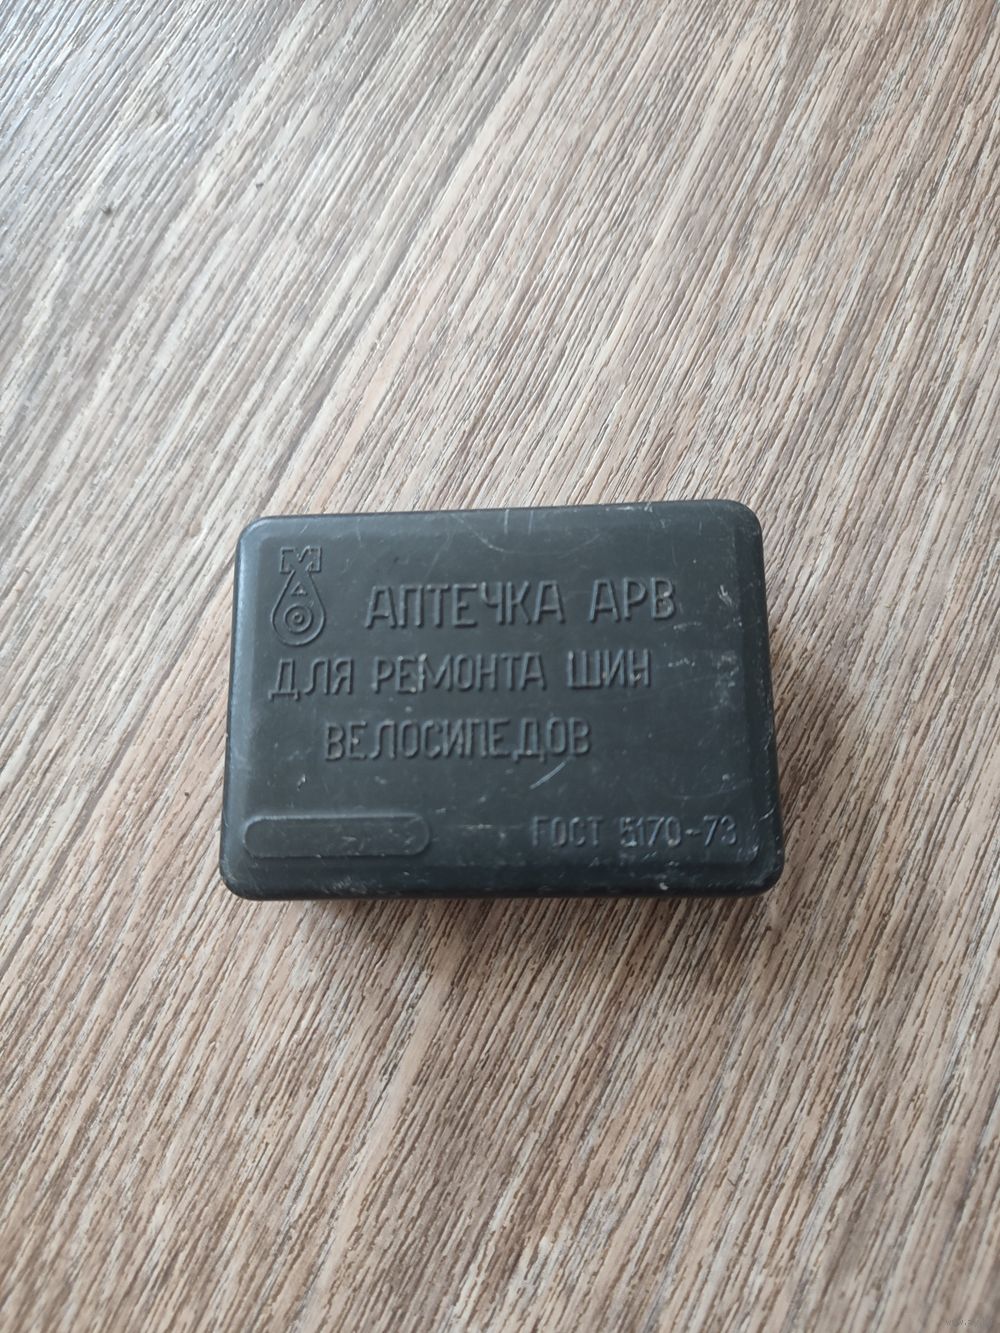 АПТЕЧКА АРВ
ДЛЯ РЕМОНТА ШИН
ВЕЛОСИПЕДОВ
ГОСТ 5170-73